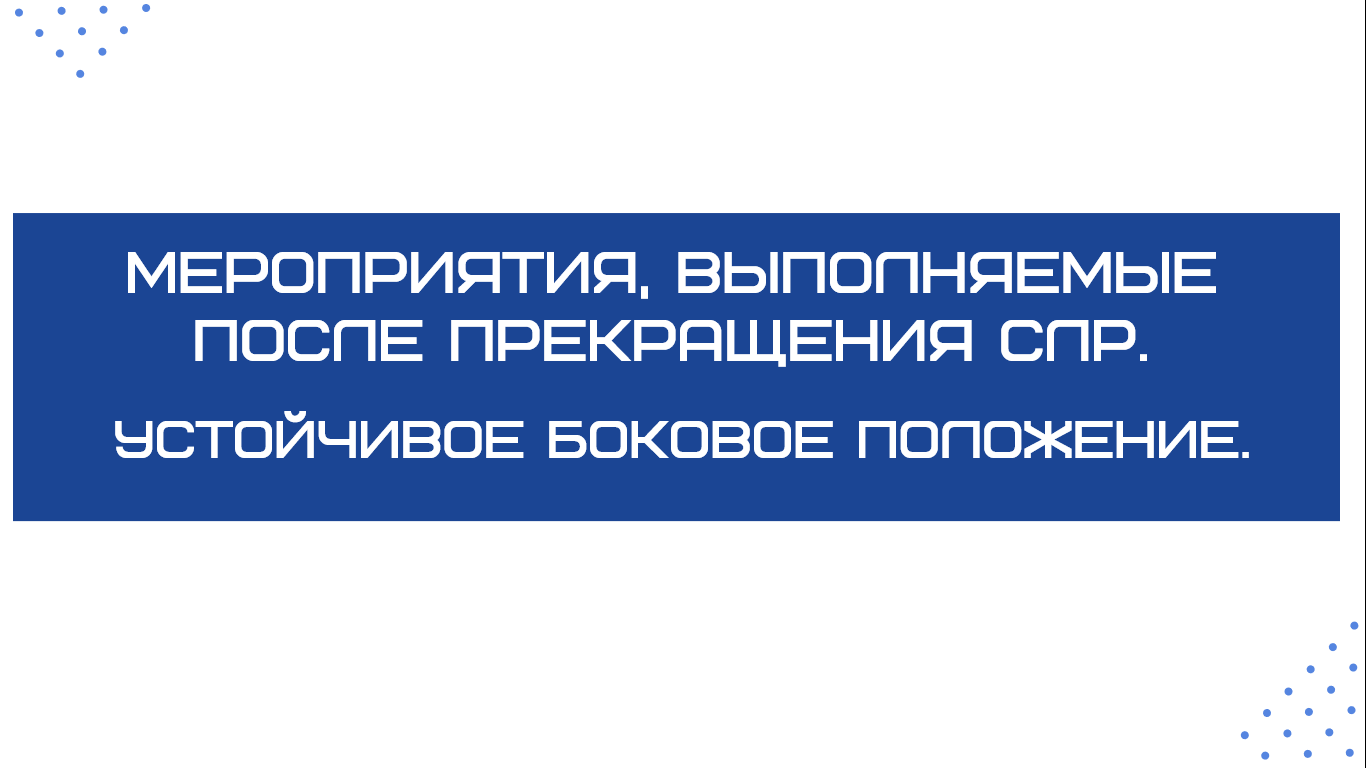 МЕРОПРИЯТИЯ, ВЫПОЛНЯЕМЫЕ
ПОСЛЕ ПРЕКРАЩЕНИЯ СЛР.
УСТОЙЧИВОЕ БОКОВОЕ ПОЛОЖЕНИЕ.